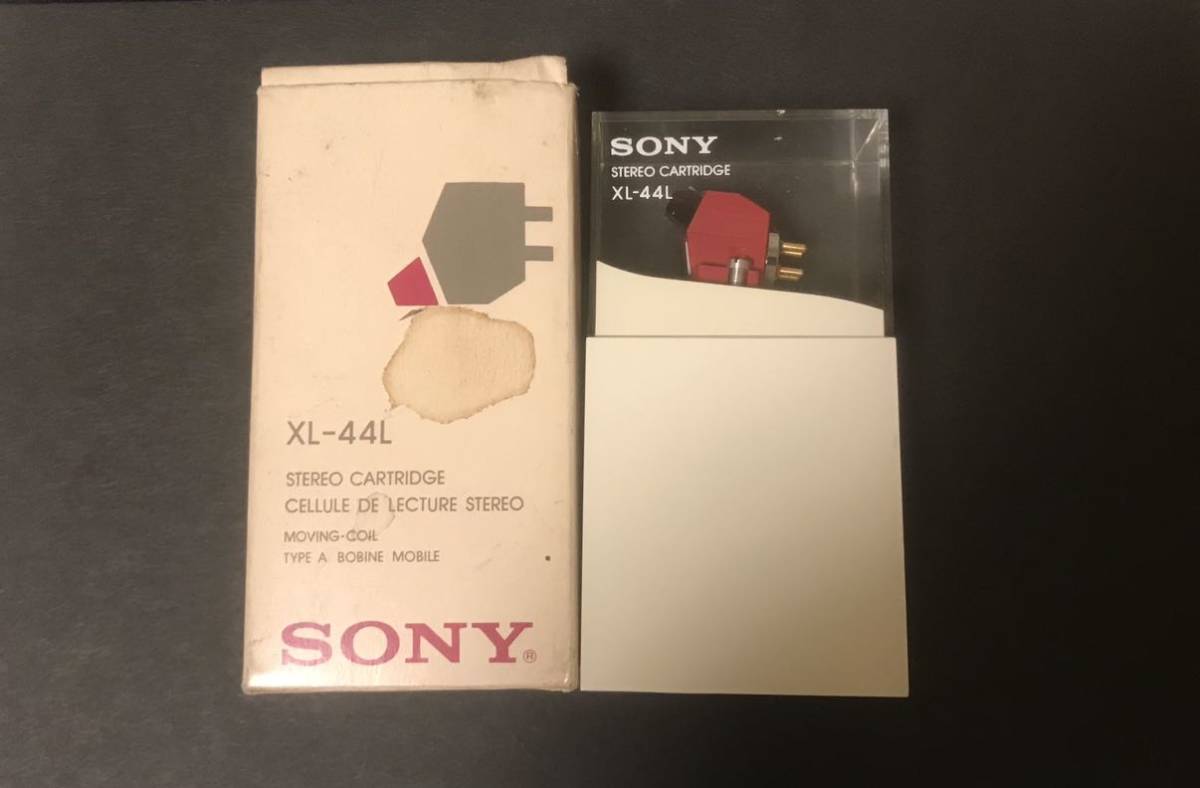 XL-44L
STEREO CARTRIDGE
CELLULE DE LECTURE STEREO
MOVING-COIL
TYPE A BOBINE MOBILE
SONY®
SONY
STEREO CARTRIDGE
XL-44L